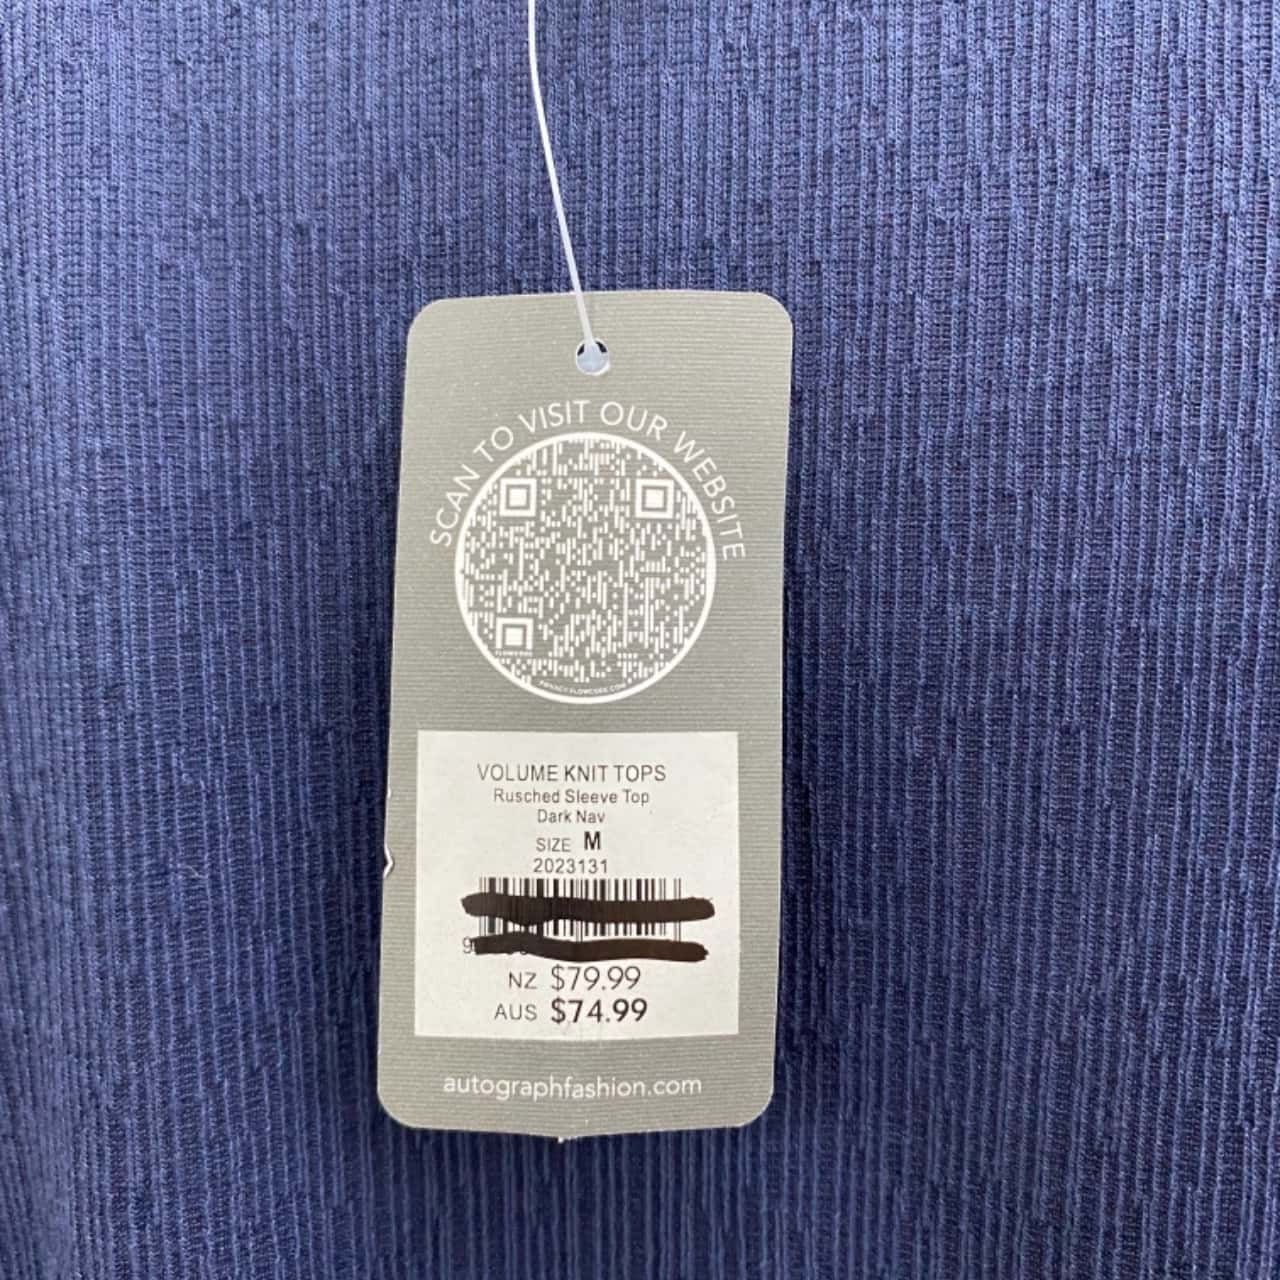 SCAN TO VISIT OUR WEBSITE
VOLUME KNIT TOPS
Rusched Sleeve Top
Dark Nav
SIZE M
2023131
NZ $79.99
AUS $74.99
autographfashion.com